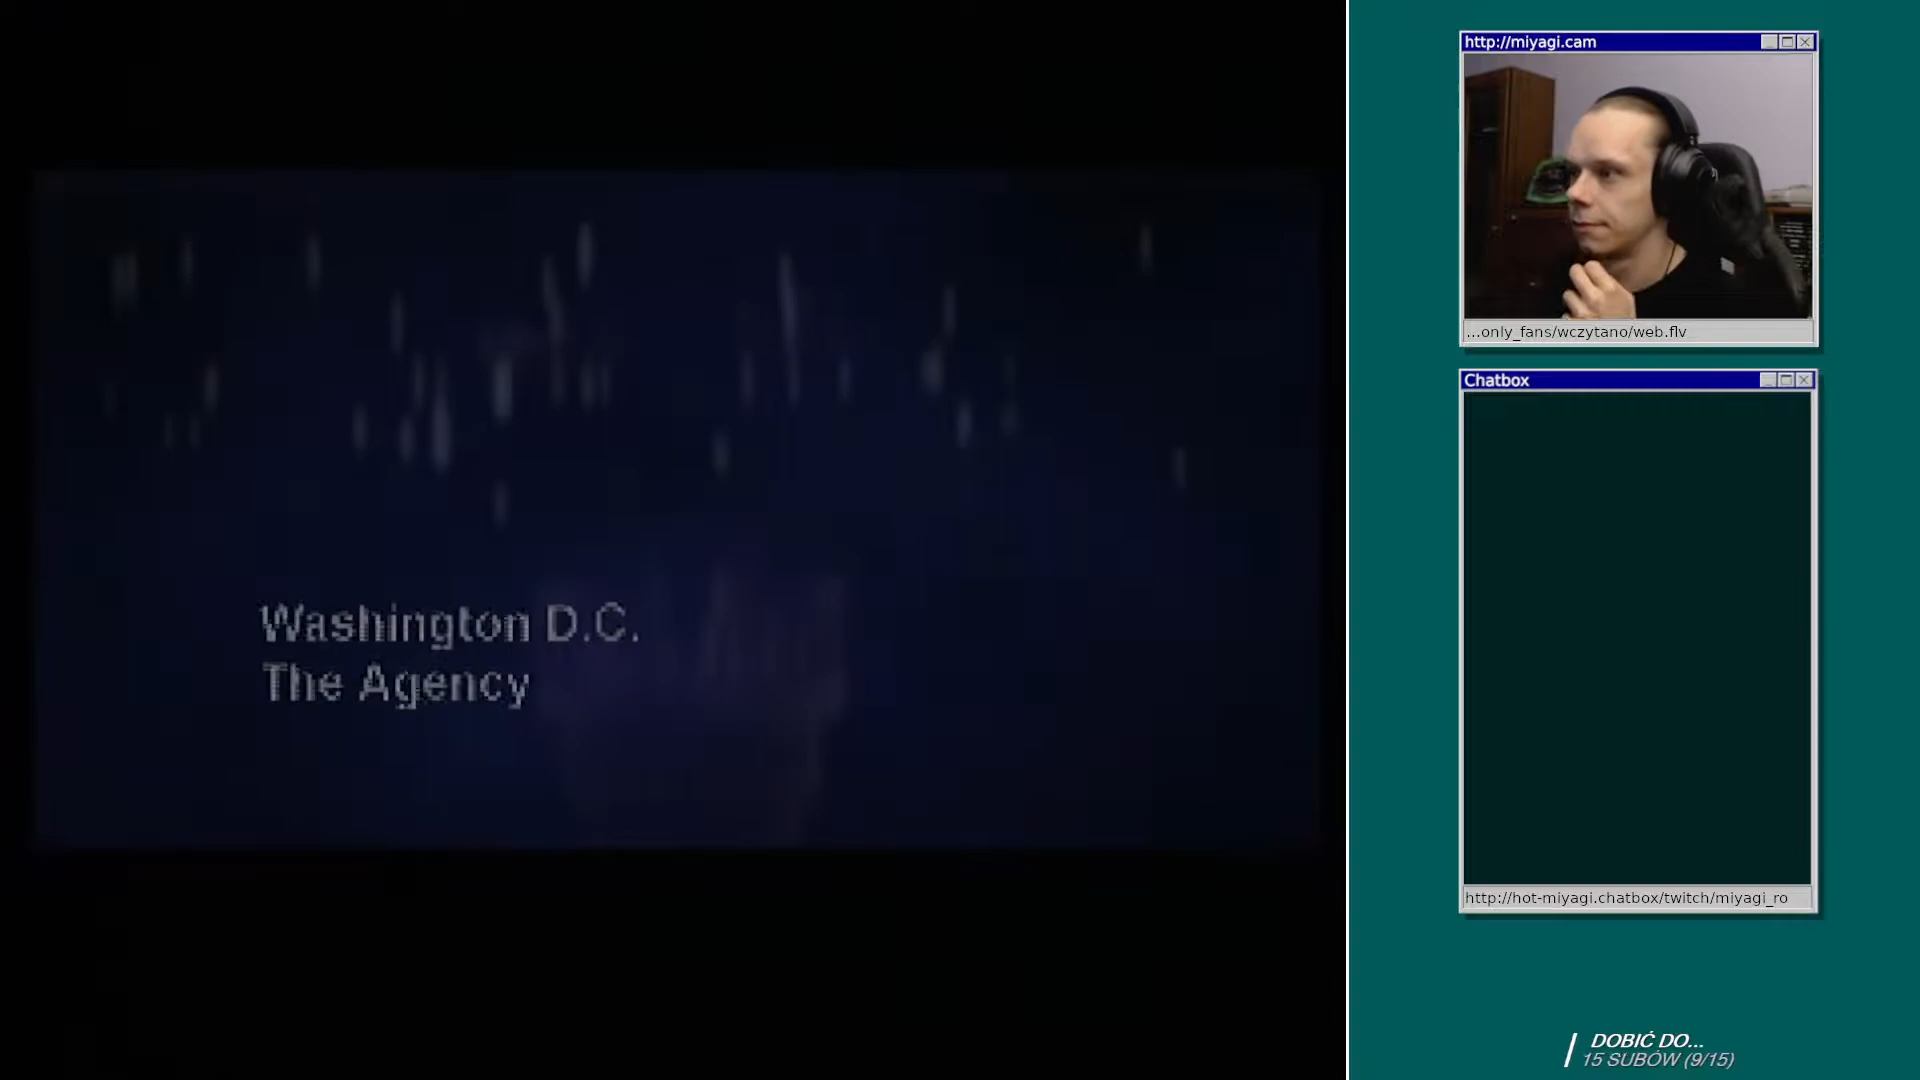 Washington D.C.
The Agency
http://miyagi.cam
...only_fans/wczytano/web.flv
Chatbox
http://hot-miyagi.chatbox/twitch/miyagi_ro
DOBIĆ DO...
15 SUBÓW (9/15)